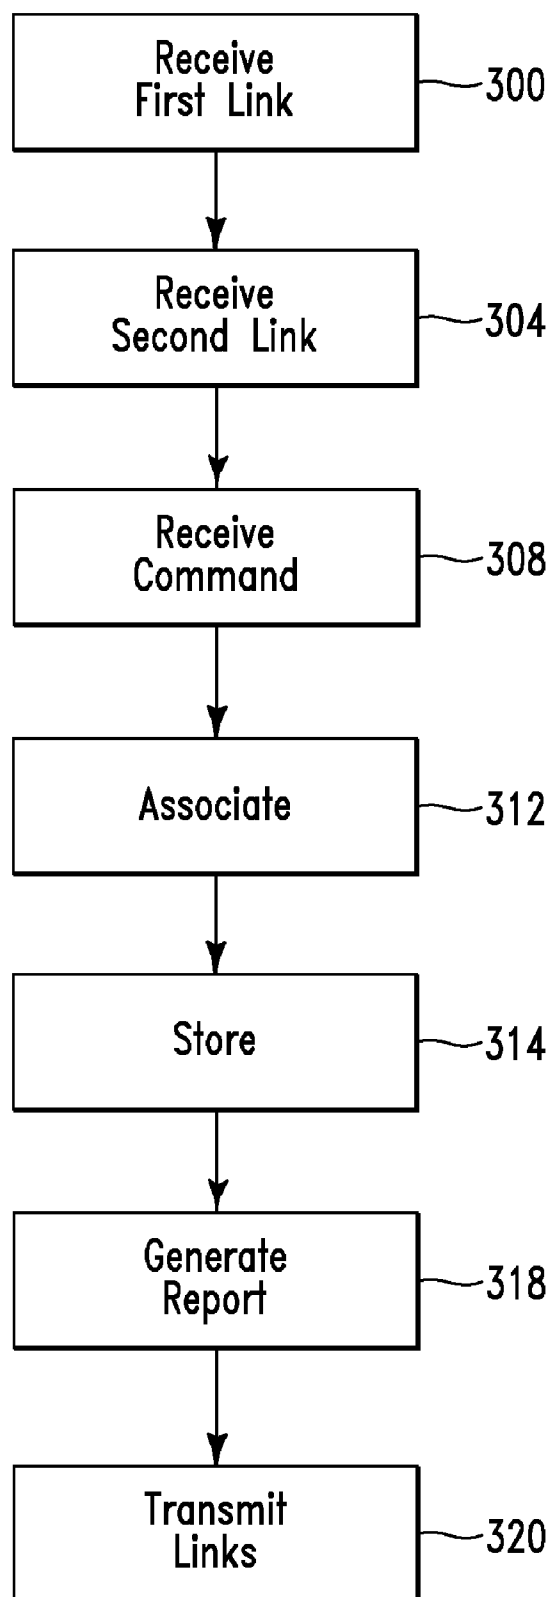 Receive
First Link
300
Receive
Second Link
304
Receive
Command
308
Associate
312
Store
314
Generate
Report
318
Transmit
Links
320